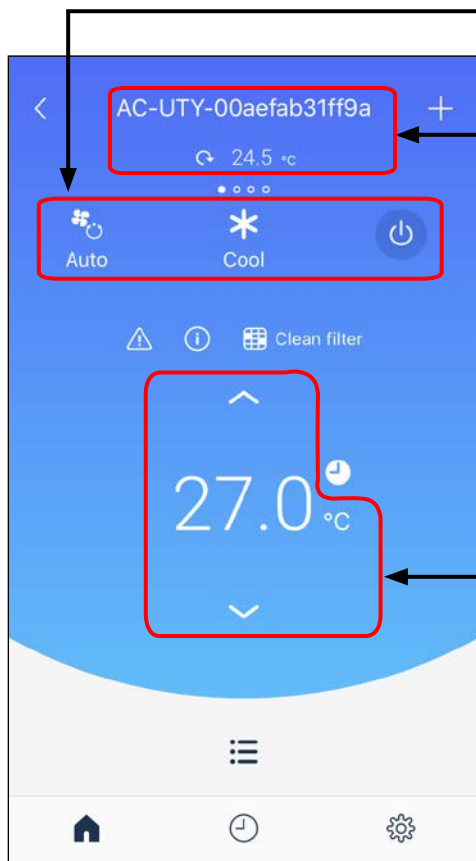 AC-UTY-00aefab31ff9a
24.5 °C
Auto
Cool
Clean filter
27.0 °C